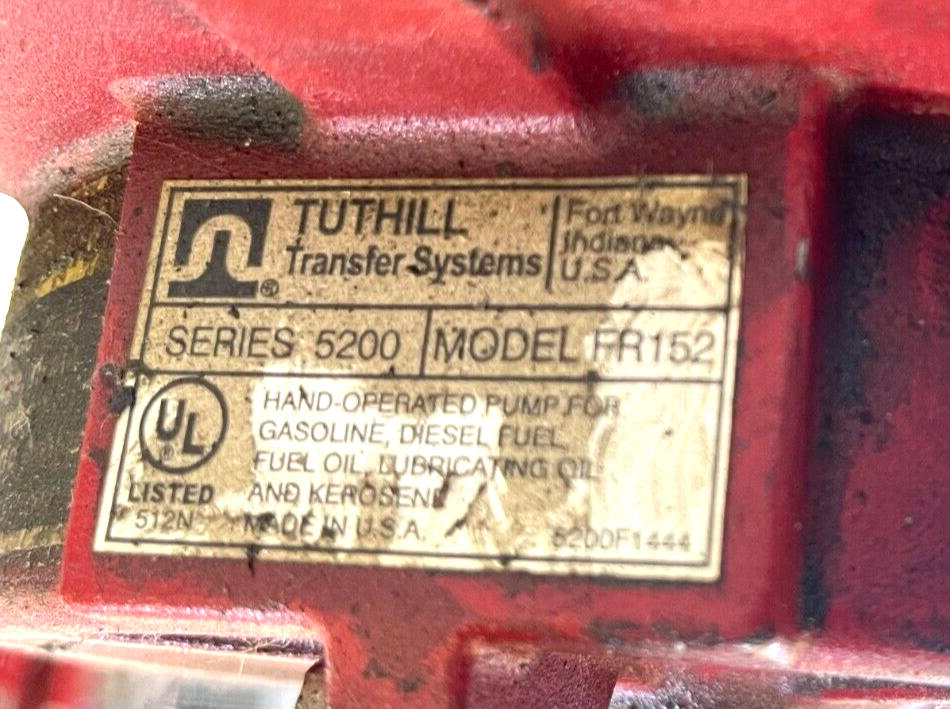 TUTHILL
Transfer Systems
®
Fort Wayne
Indiana
U.S.A.
SERIES 5200
MODEL FR152
UL
®
LISTED
512N
HAND-OPERATED PUMP FOR
GASOLINE, DIESEL FUEL,
FUEL OIL, LUBRICATING OIL
AND KEROSENE
MADE IN U.S.A.
5200F1444